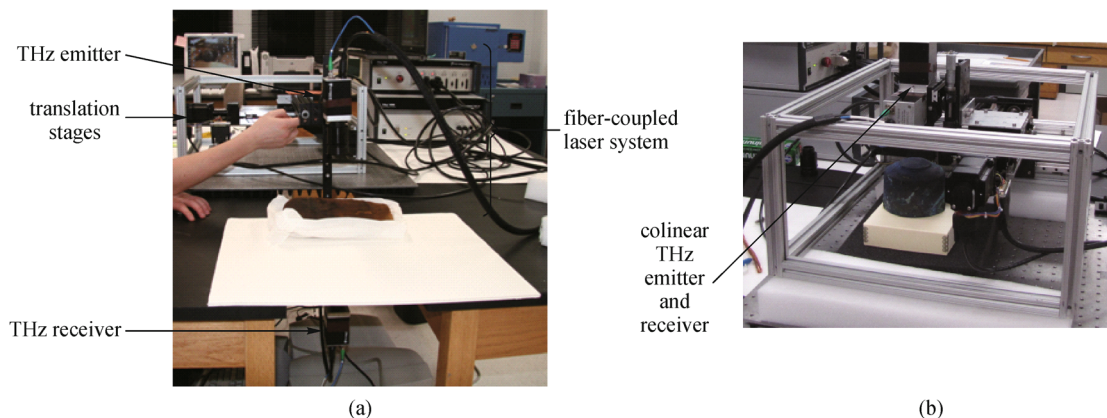 THz emitter
translation
stages
THz receiver
fiber-coupled
laser system
colinear
THz
emitter
and
receiver
(a)
(b)